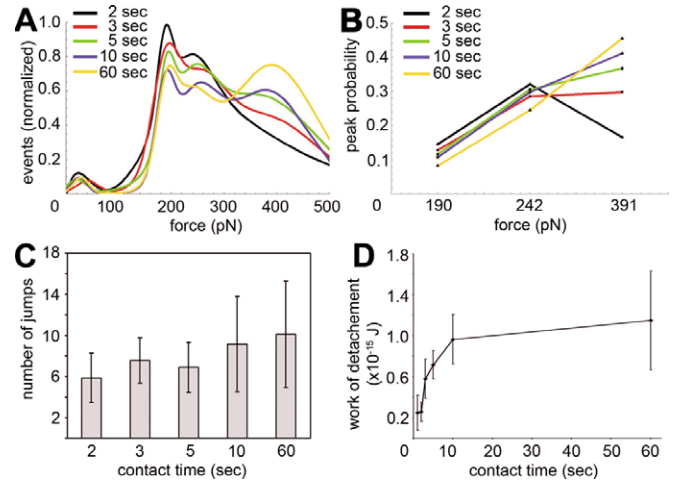 A
2 sec
3 sec
5 sec
10 sec
60 sec
events (normalized)
1.0
0.8
0.6
0.4
0.2
0 100 200 300 400 500
force (pN)
B
2 sec
3 sec
5 sec
10 sec
60 sec
peak probability
0.5
0.4
0.3
0.2
0.1
0 190 242 391
force (pN)
C
number of jumps
18
14
10
6
2
2 3 5 10 60
contact time (sec)
D
work of detachement
(x10⁻¹⁵ J)
1.8
1.4
1.0
0.6
0.2
0 10 20 30 40 50 60
contact time (sec)